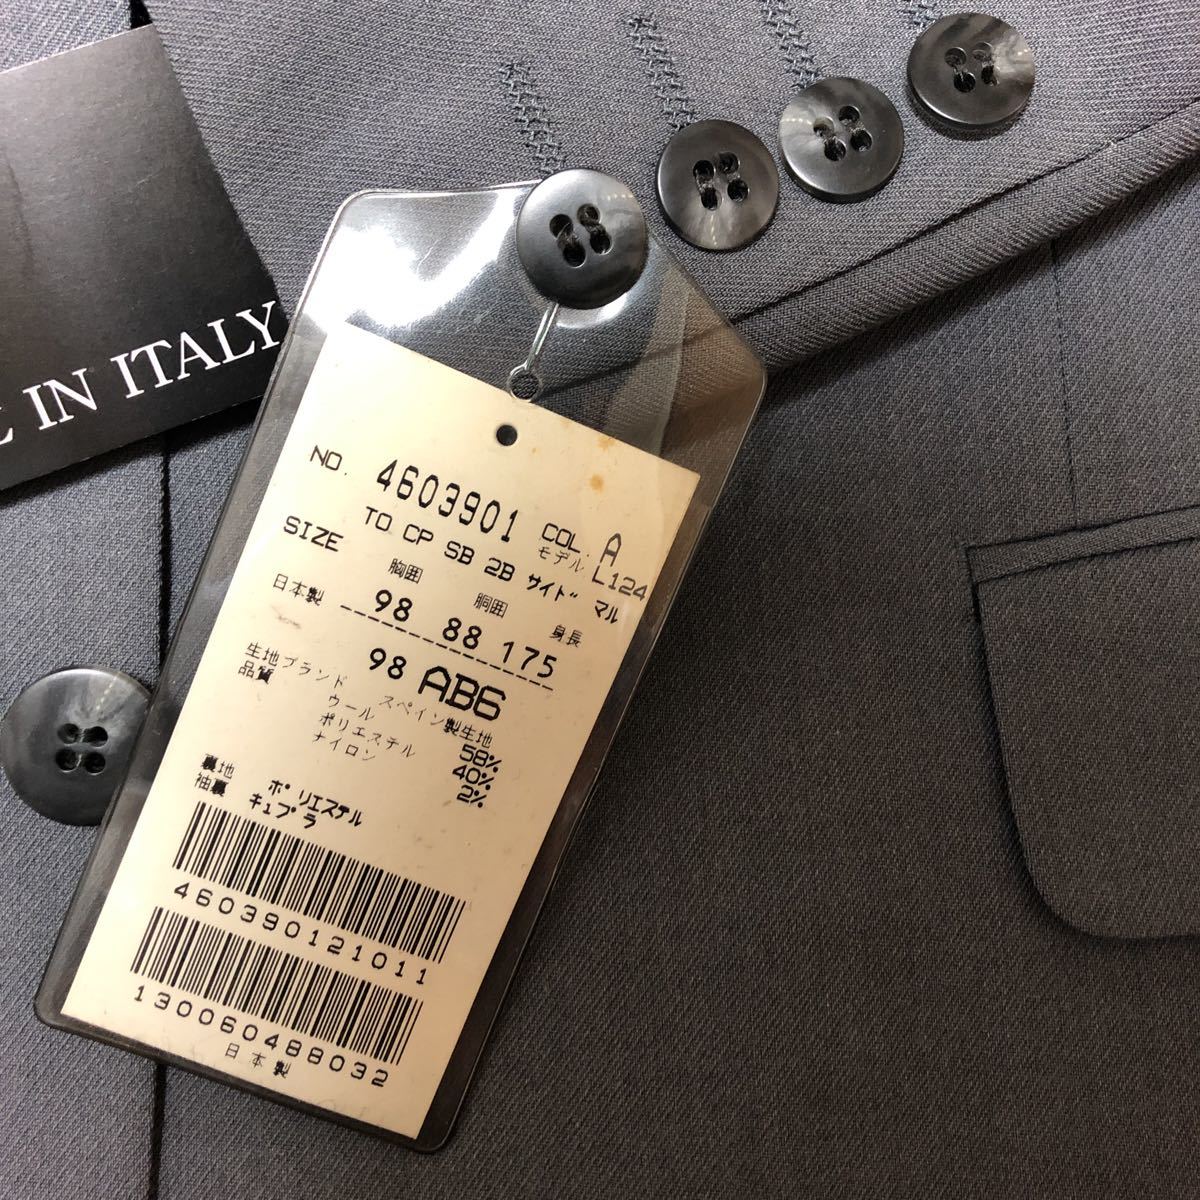 IN ITALY
NO. 4603901 COL. A
TO CP SB 2B サイド マル
モデル L124
SIZE 胸囲 胴囲 身長
98 88 175
日本製 98 AB6
生地ブランド スペイン製生地
品質 ウール 58%
ポリエステル 40%
ナイロン 2%
裏地 ポリエステル
袖裏 キュプラ
460390121011
1300604880​32
日本製